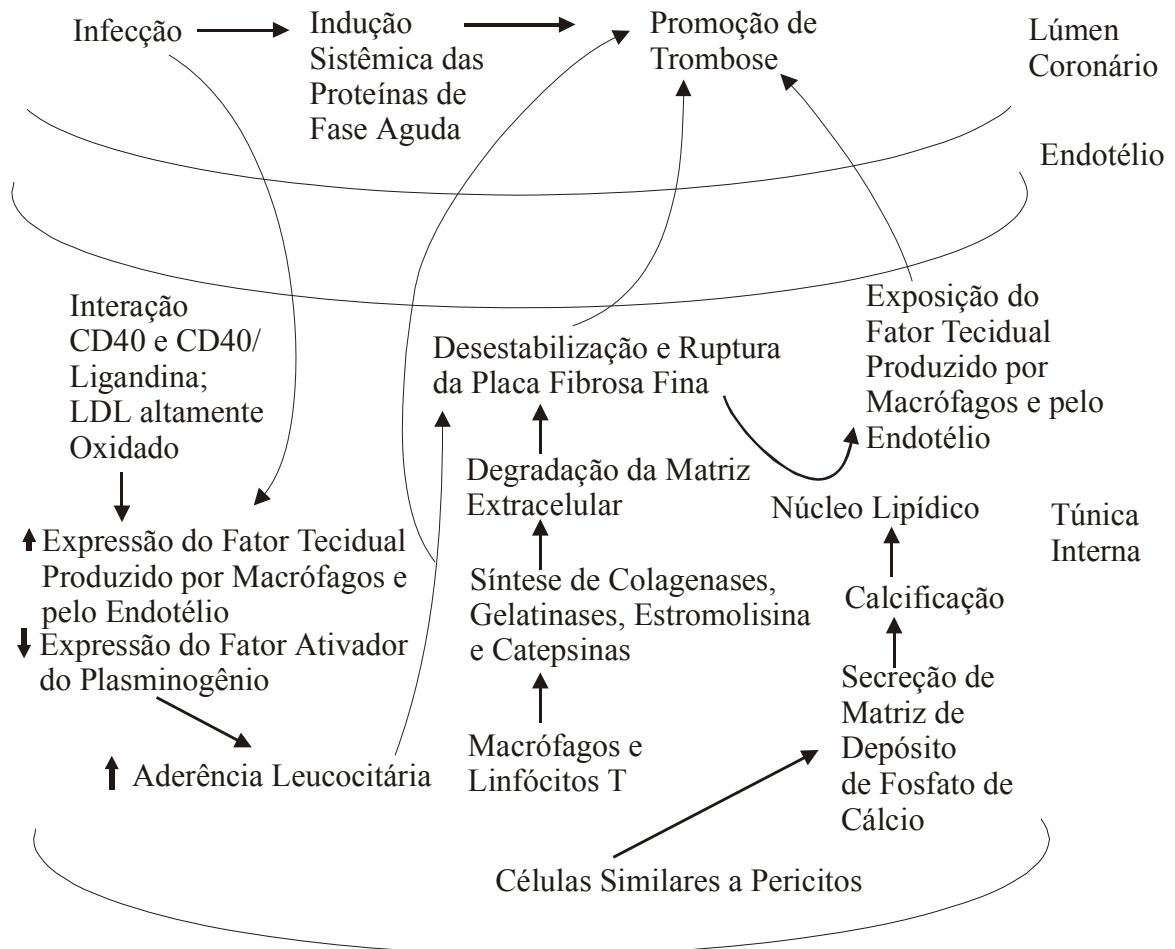 Infecção
Indução
Sistêmica das
Proteínas de
Fase Aguda
Promoção de
Trombose
Lúmen
Coronário
Endotélio
Interação
CD40 e CD40/
Ligandina;
LDL altamente
Oxidado
Desestabilização e Ruptura
da Placa Fibrosa Fina
Exposição do
Fator Tecidual
Produzido por
Macrófagos e pelo
Endotélio
Degradação da Matriz
Extracelular
Núcleo Lipídico
Túnica
Interna
Expressão do Fator Tecidual
Produzido por Macrófagos e
pelo Endotélio
Expressão do Fator Ativador
do Plasminogênio
Síntese de Colagenases,
Gelatinases, Estromolisina
e Catepsinas
Calcificação
Secreção de
Matriz de
Depósito
de Fosfato de
Cálcio
Aderência Leucocitária
Macrófagos e
Linfócitos T
Células Similares a Pericitos